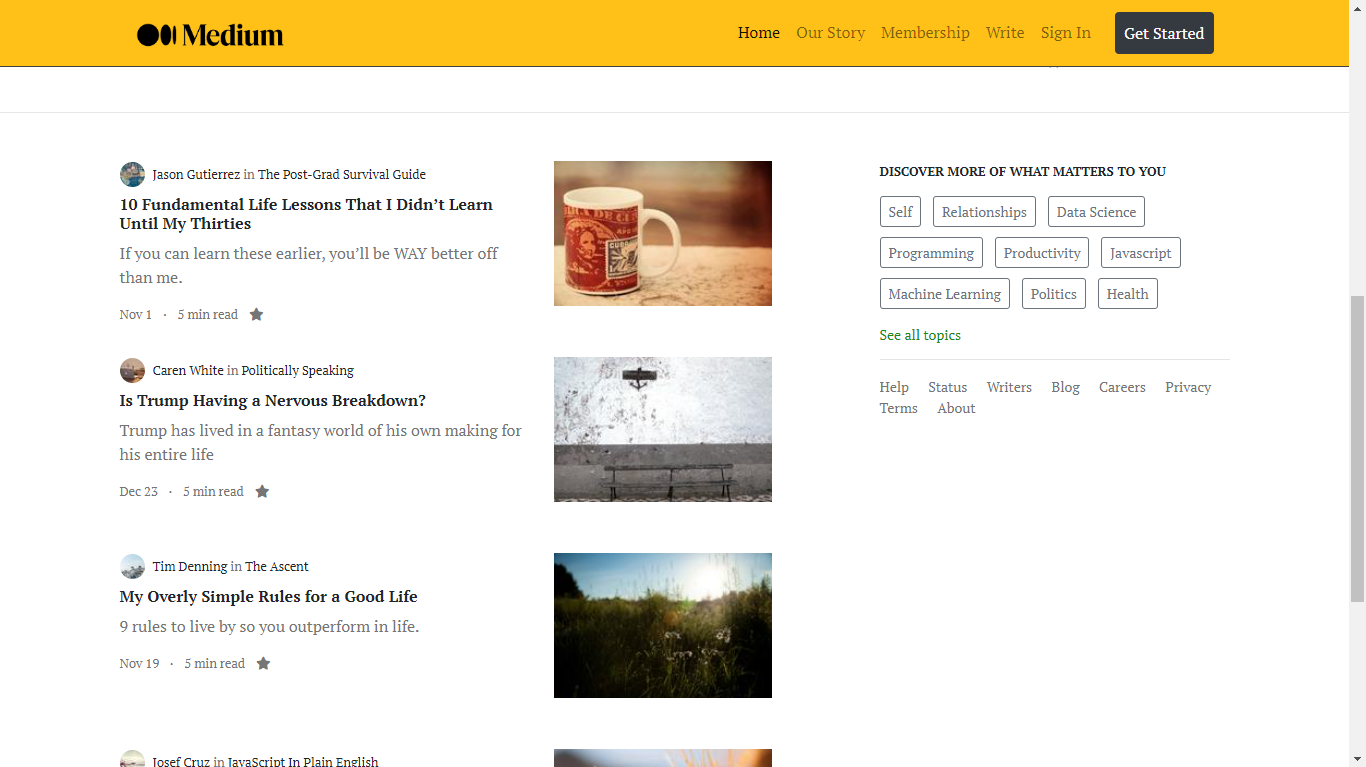 Medium
Home Our Story Membership Write Sign In Get Started
Jason Gutierrez in The Post-Grad Survival Guide
10 Fundamental Life Lessons That I Didn’t Learn
Until My Thirties
If you can learn these earlier, you’ll be WAY better off
than me.
Nov 1 · 5 min read
Caren White in Politically Speaking
Is Trump Having a Nervous Breakdown?
Trump has lived in a fantasy world of his own making for
his entire life
Dec 23 · 5 min read
Tim Denning in The Ascent
My Overly Simple Rules for a Good Life
9 rules to live by so you outperform in life.
Nov 19 · 5 min read
Josef Cruz in JavaScript In Plain English
DISCOVER MORE OF WHAT MATTERS TO YOU
Self Relationships Data Science
Programming Productivity Javascript
Machine Learning Politics Health
See all topics
Help Status Writers Blog Careers Privacy
Terms About